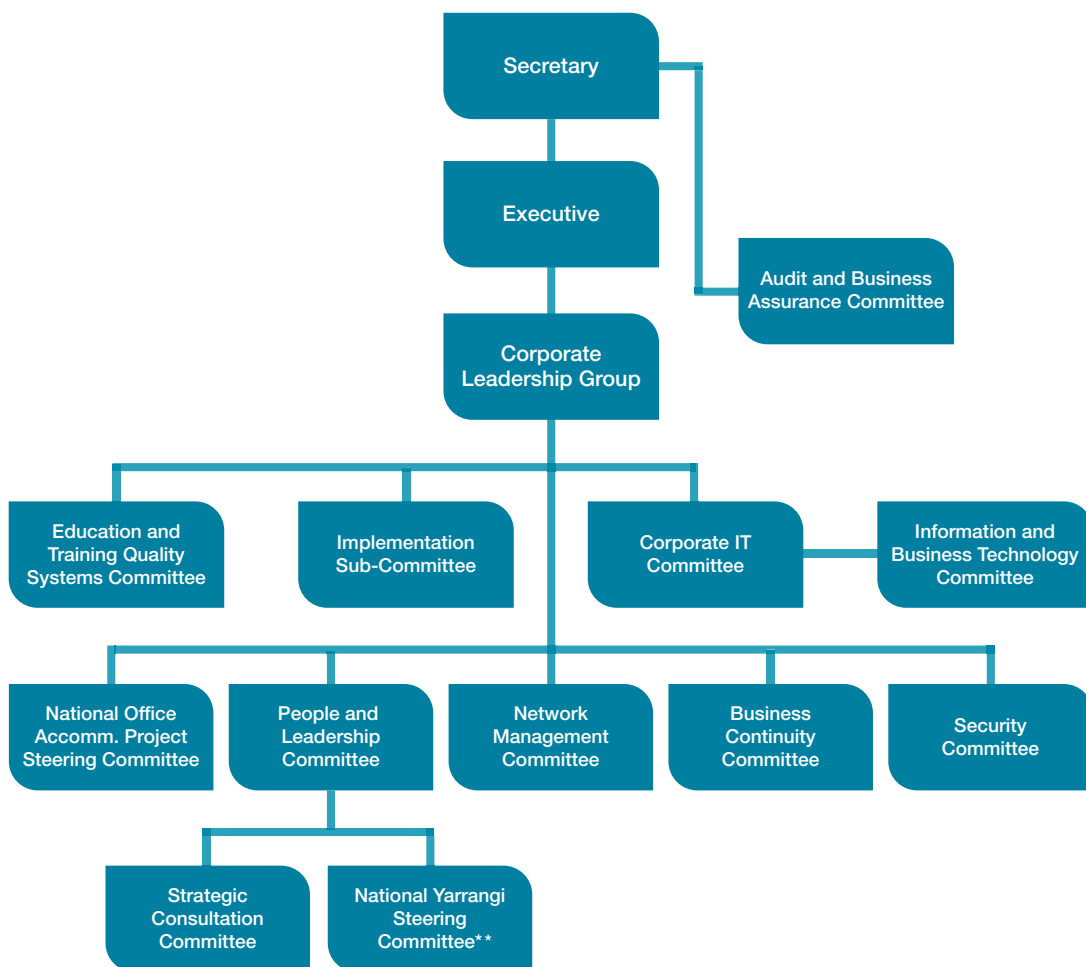 Secretary
Executive
Audit and Business
Assurance Committee
Corporate
Leadership Group
Education and
Training Quality
Systems Committee
Implementation
Sub-Committee
Corporate IT
Committee
Information and
Business Technology
Committee
National Office
Accomm. Project
Steering Committee
People and
Leadership
Committee
Network
Management
Committee
Business
Continuity
Committee
Security
Committee
Strategic
Consultation
Committee
National Yarrangi
Steering
Committee**